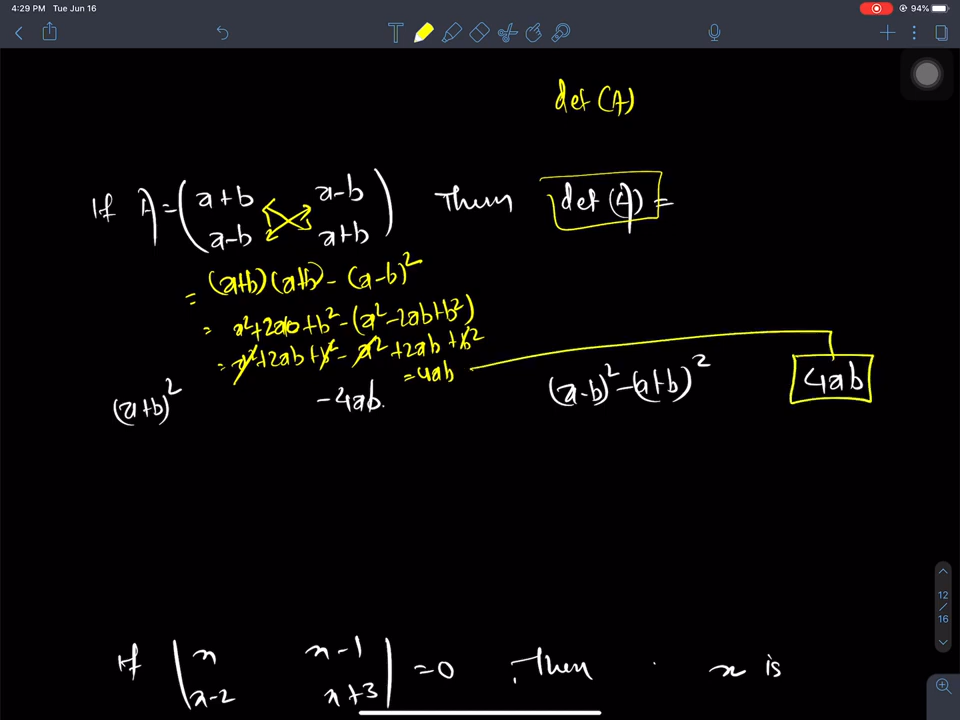 4:29 PM Tue Jun 16
94%
T
det (A)
If A = ( a+b a-b Then det (A) =
a-b a+b )
= (a+b)(a+b) - (a-b)²
= a²+2ab+b² - (a²-2ab+b²)
= a²+2ab+b² - a²+2ab+b²
= 4ab
(a+b)² -4ab. (a-b)²-(a+b)² 4ab
12
/
16
If | x x-1 | =0 , Then x is
x-2 x+3